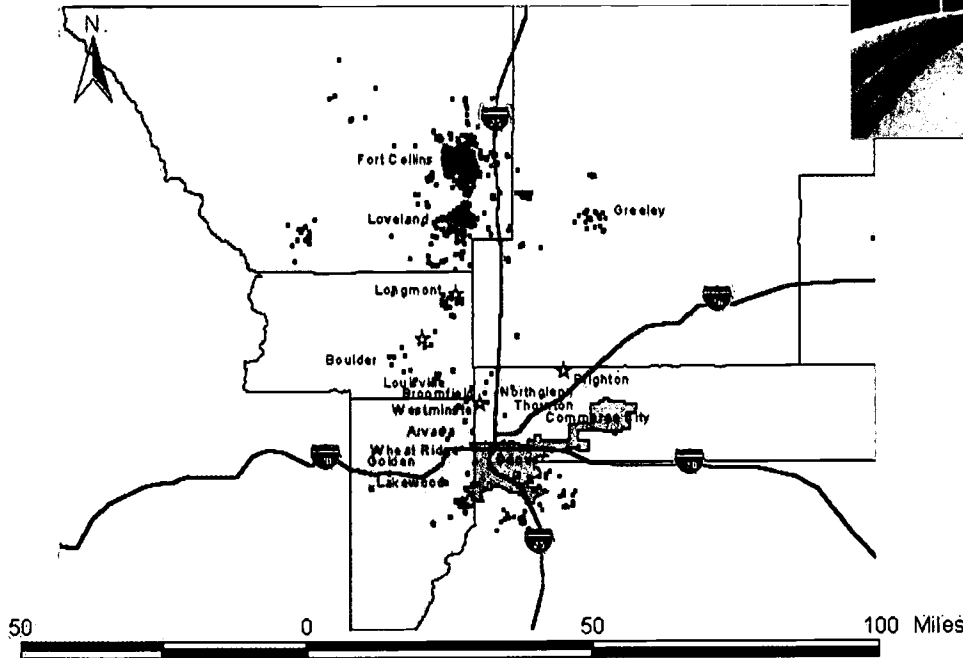 N.
Fort Collins
Loveland
Greeley
Longmont
Boulder
Louisville
Broomfield
Northglenn
Brighton
Westminster
Thornton
Commerce City
Arvada
Wheat Ridge
Golden
Lakewood
50 0 50 100 Miles